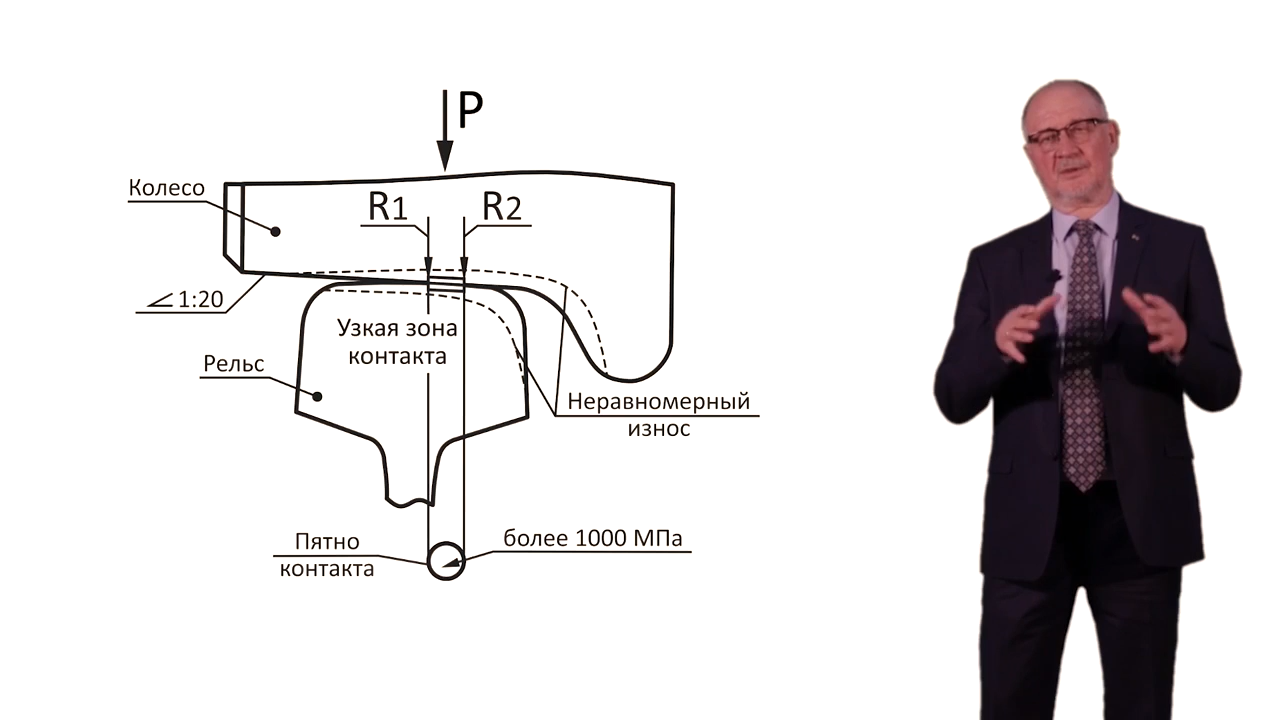 P
Колесо
R1
R2
∠ 1:20
Узкая зона
контакта
Рельс
Неравномерный
износ
Пятно
контакта
более 1000 МПа